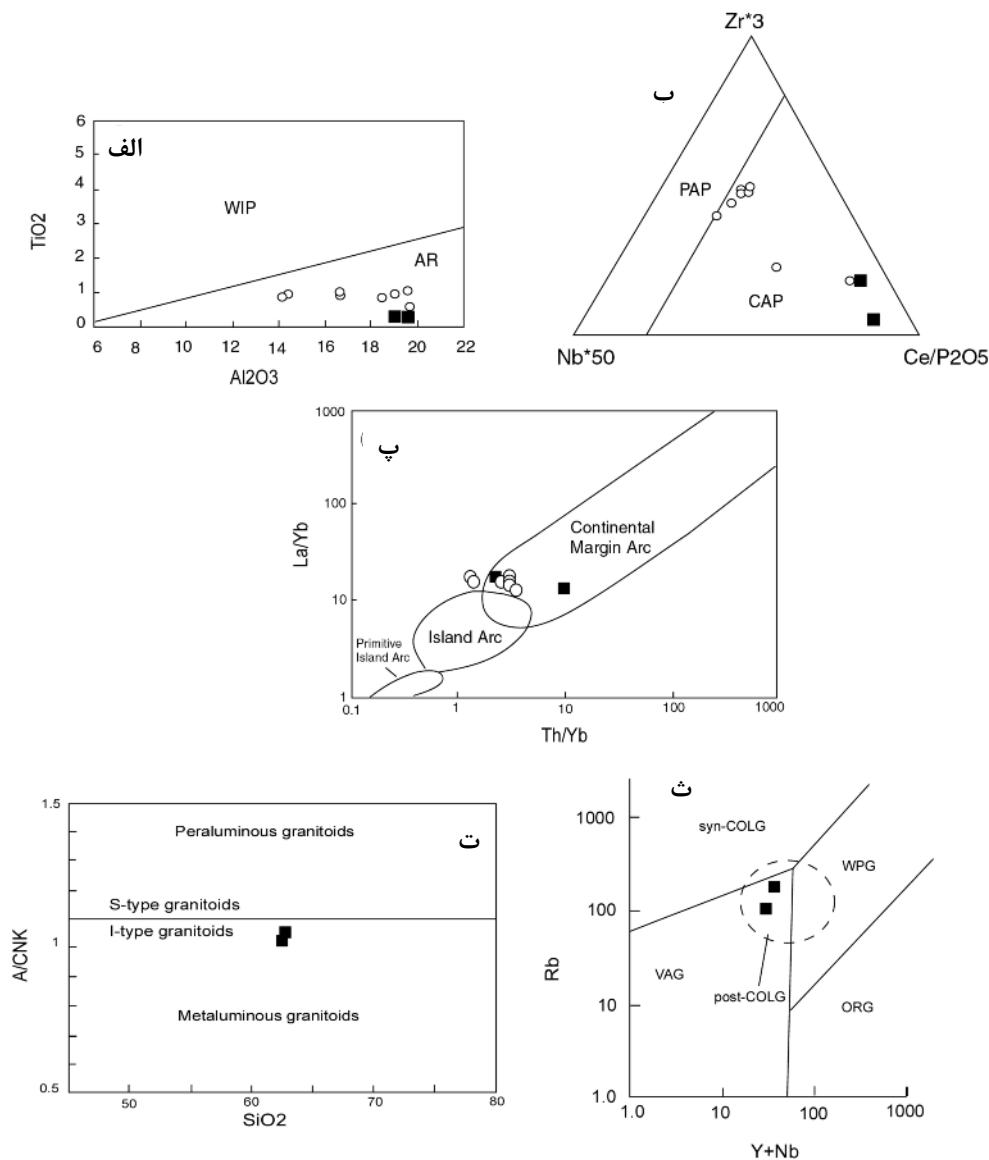 الف
6
5
4
3
2
1
0
TiO2
WIP
AR
6
8
10
12
14
16
18
20
22
Al2O3
ب
Zr*3
PAP
CAP
Nb*50
Ce/P2O5
پ
1000
100
10
1
La/Yb
Continental
Margin Arc
Island Arc
Primitive
Island Arc
0.1
1
10
100
1000
Th/Yb
ت
1.5
1
0.5
A/CNK
Peraluminous granitoids
S-type granitoids
I-type granitoids
Metaluminous granitoids
50
60
70
80
SiO2
ث
1000
100
10
1.0
Rb
syn-COLG
WPG
VAG
post-COLG
ORG
1.0
10
100
1000
Y+Nb